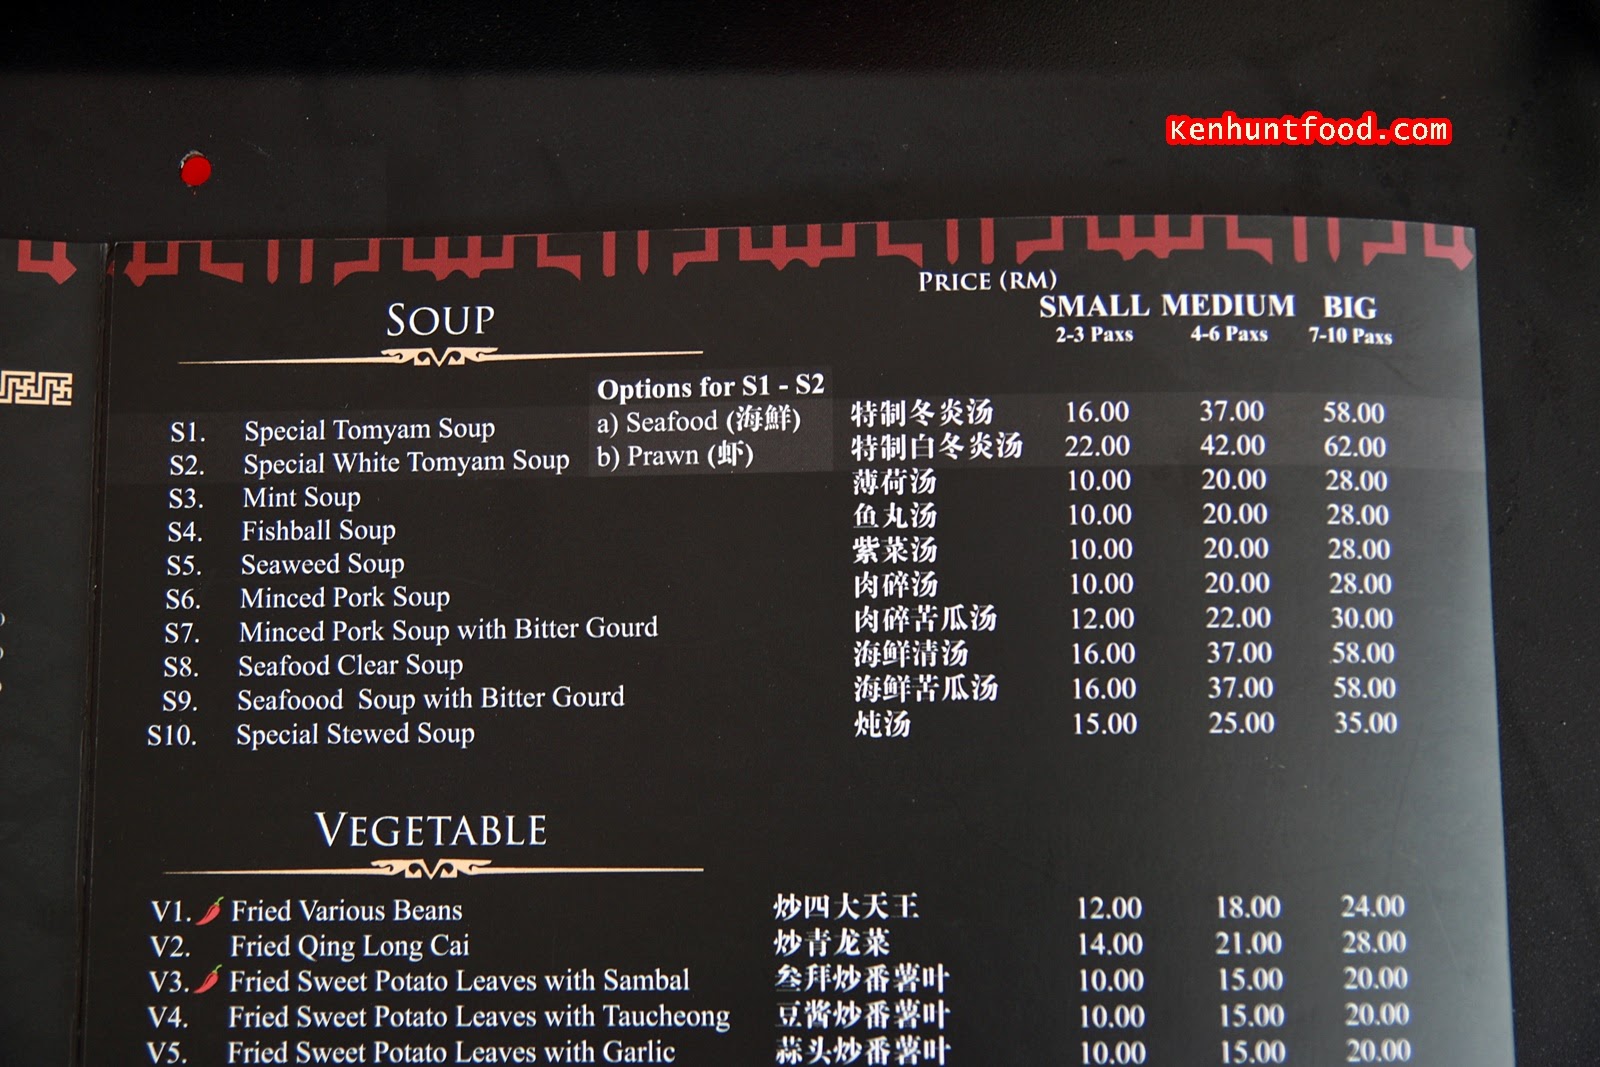 Kenhuntfood.com
PRICE (RM)
SOUP
SMALL MEDIUM BIG
2-3 Paxs 4-6 Paxs 7-10 Paxs
Options for S1 - S2
a) Seafood (海鮮)
b) Prawn (虾)
S1. Special Tomyam Soup 特制冬炎汤 16.00 37.00 58.00
S2. Special White Tomyam Soup 特制白冬炎汤 22.00 42.00 62.00
S3. Mint Soup 薄荷汤 10.00 20.00 28.00
S4. Fishball Soup 鱼丸汤 10.00 20.00 28.00
S5. Seaweed Soup 紫菜汤 10.00 20.00 28.00
S6. Minced Pork Soup 肉碎汤 10.00 20.00 28.00
S7. Minced Pork Soup with Bitter Gourd 肉碎苦瓜汤 12.00 22.00 30.00
S8. Seafood Clear Soup 海鲜清汤 16.00 37.00 58.00
S9. Seafoood Soup with Bitter Gourd 海鲜苦瓜汤 16.00 37.00 58.00
S10. Special Stewed Soup 炖汤 15.00 25.00 35.00
VEGETABLE
V1. Fried Various Beans 炒四大天王 12.00 18.00 24.00
V2. Fried Qing Long Cai 炒青龙菜 14.00 21.00 28.00
V3. Fried Sweet Potato Leaves with Sambal 叁拜炒番薯叶 10.00 15.00 20.00
V4. Fried Sweet Potato Leaves with Taucheong 豆酱炒番薯叶 10.00 15.00 20.00
V5. Fried Sweet Potato Leaves with Garlic 蒜头炒番薯叶 10.00 15.00 20.00